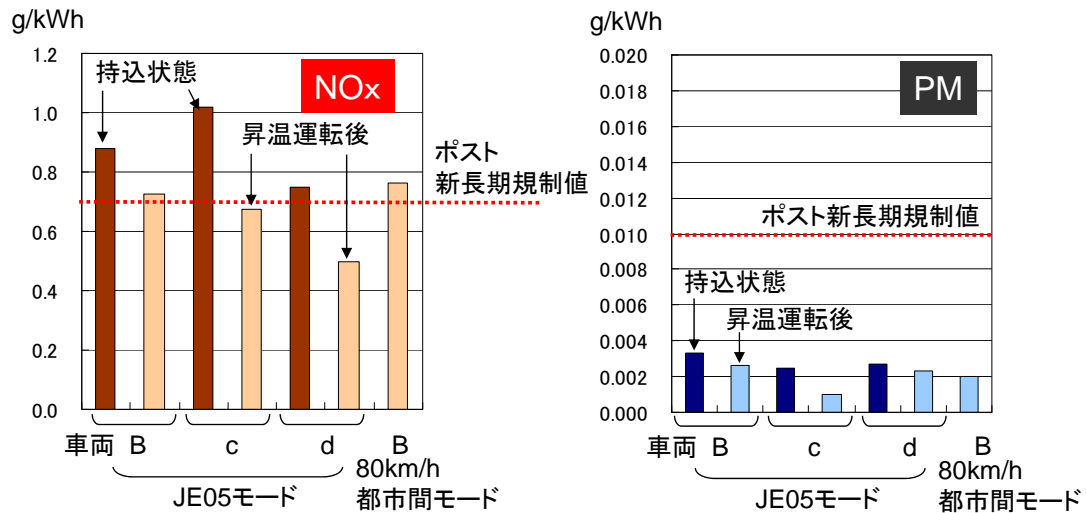 g/kWh
1.2
1.0
0.8
0.6
0.4
0.2
0.0
持込状態
NOx
昇温運転後
ポスト
新長期規制値
車両 B
c
d
B
JE05モード
80km/h
都市間モード
g/kWh
0.020
0.018
0.016
0.014
0.012
0.010
0.008
0.006
0.004
0.002
0.000
PM
ポスト新長期規制値
持込状態
昇温運転後
車両 B
c
d
B
JE05モード
80km/h
都市間モード